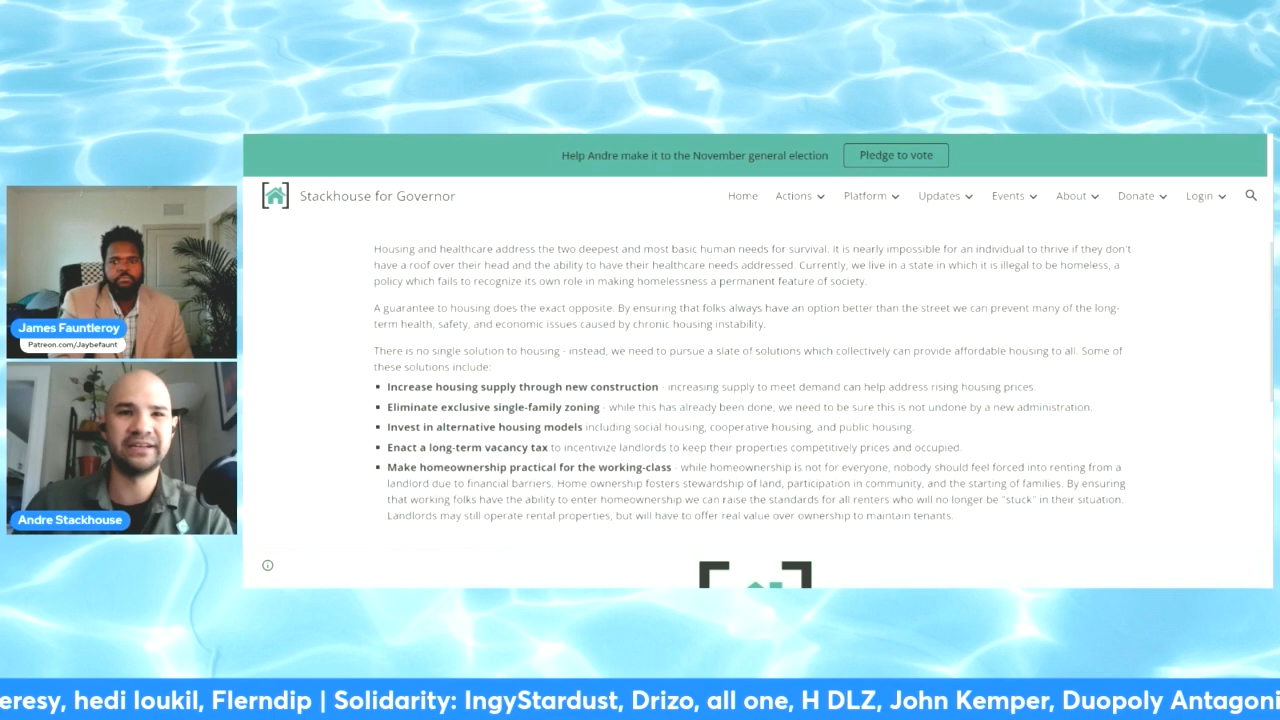 Help Andre make it to the November general election
Pledge to vote
Stackhouse for Governor
Home
Actions
Platform
Updates
Events
About
Donate
Login
Housing and healthcare address the two deepest and most basic human needs for survival. It is nearly impossible for an individual to thrive if they don't
have a roof over their head and the ability to have their healthcare needs addressed. Currently, we live in a state in which it is illegal to be homeless, a
policy which fails to recognize its own role in making homelessness a permanent feature of society.
A guarantee to housing does the exact opposite. By ensuring that folks always have an option better than the street we can prevent many of the long-
term health, safety, and economic issues caused by chronic housing instability.
There is no single solution to housing - instead, we need to pursue a slate of solutions which collectively can provide affordable housing to all. Some of
these solutions include:
▪ Increase housing supply through new construction - increasing supply to meet demand can help address rising housing prices.
▪ Eliminate exclusive single-family zoning - while this has already been done, we need to be sure this is not undone by a new administration.
▪ Invest in alternative housing models including social housing, cooperative housing, and public housing.
▪ Enact a long-term vacancy tax to incentivize landlords to keep their properties competitively prices and occupied.
▪ Make homeownership practical for the working-class - while homeownership is not for everyone, nobody should feel forced into renting from a
landlord due to financial barriers. Home ownership fosters stewardship of land, participation in community, and the starting of families. By ensuring
that working folks have the ability to enter homeownership we can raise the standards for all renters who will no longer be "stuck" in their situation.
Landlords may still operate rental properties, but will have to offer real value over ownership to maintain tenants.
James Fauntleroy
Patreon.com/Jaybefaunt
Andre Stackhouse
eresy, hedi loukil, Flerndip | Solidarity: IngyStardust, Drizo, all one, H DLZ, John Kemper, Duopoly Antagoni